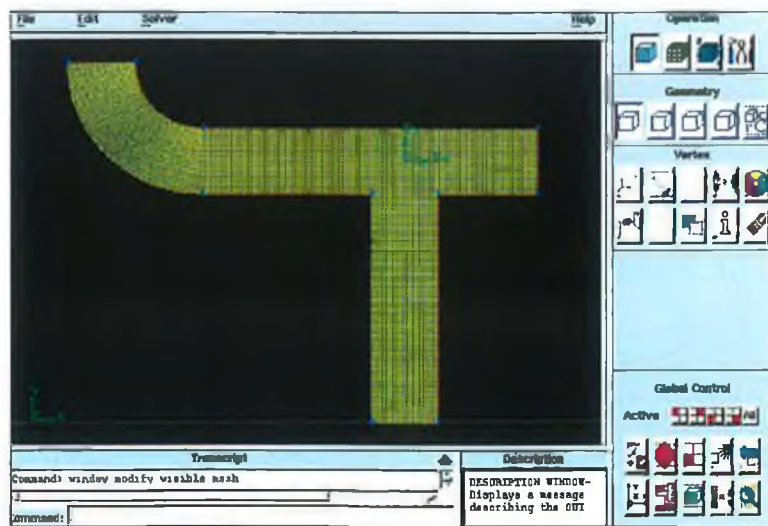 File Edit Solver Help
Operation
Geometry
Vertex
Global Control
Active All
Transcript
Description
Command> window modify visible mesh
DESCRIPTION WINDOW-
Displays a message
describing the GUI
Command: